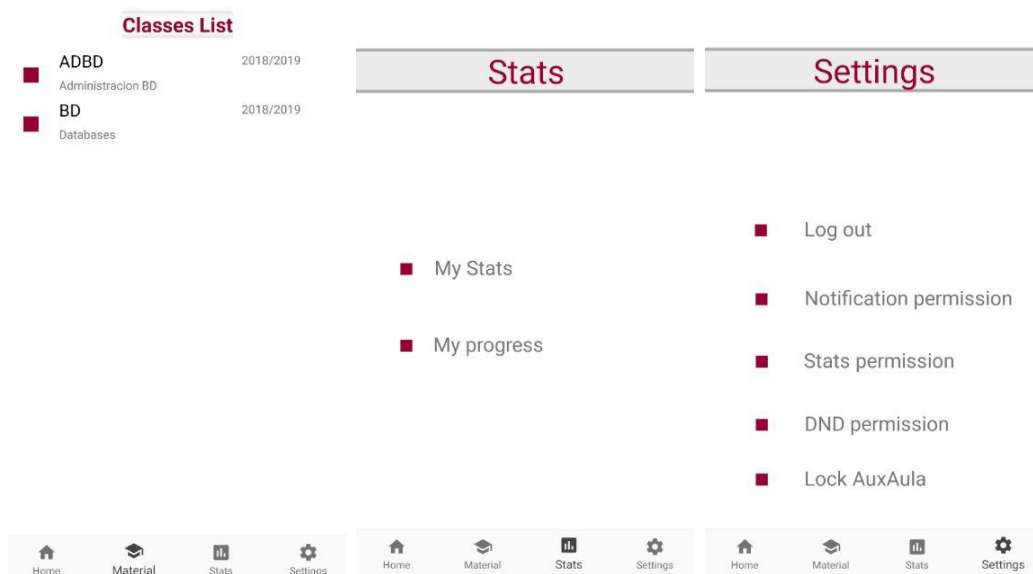 Classes List
ADBD 2018/2019
Administracion BD
BD 2018/2019
Databases
Home Material Stats Settings
Stats
My Stats
My progress
Home Material Stats Settings
Settings
Log out
Notification permission
Stats permission
DND permission
Lock AuxAula
Home Material Stats Settings